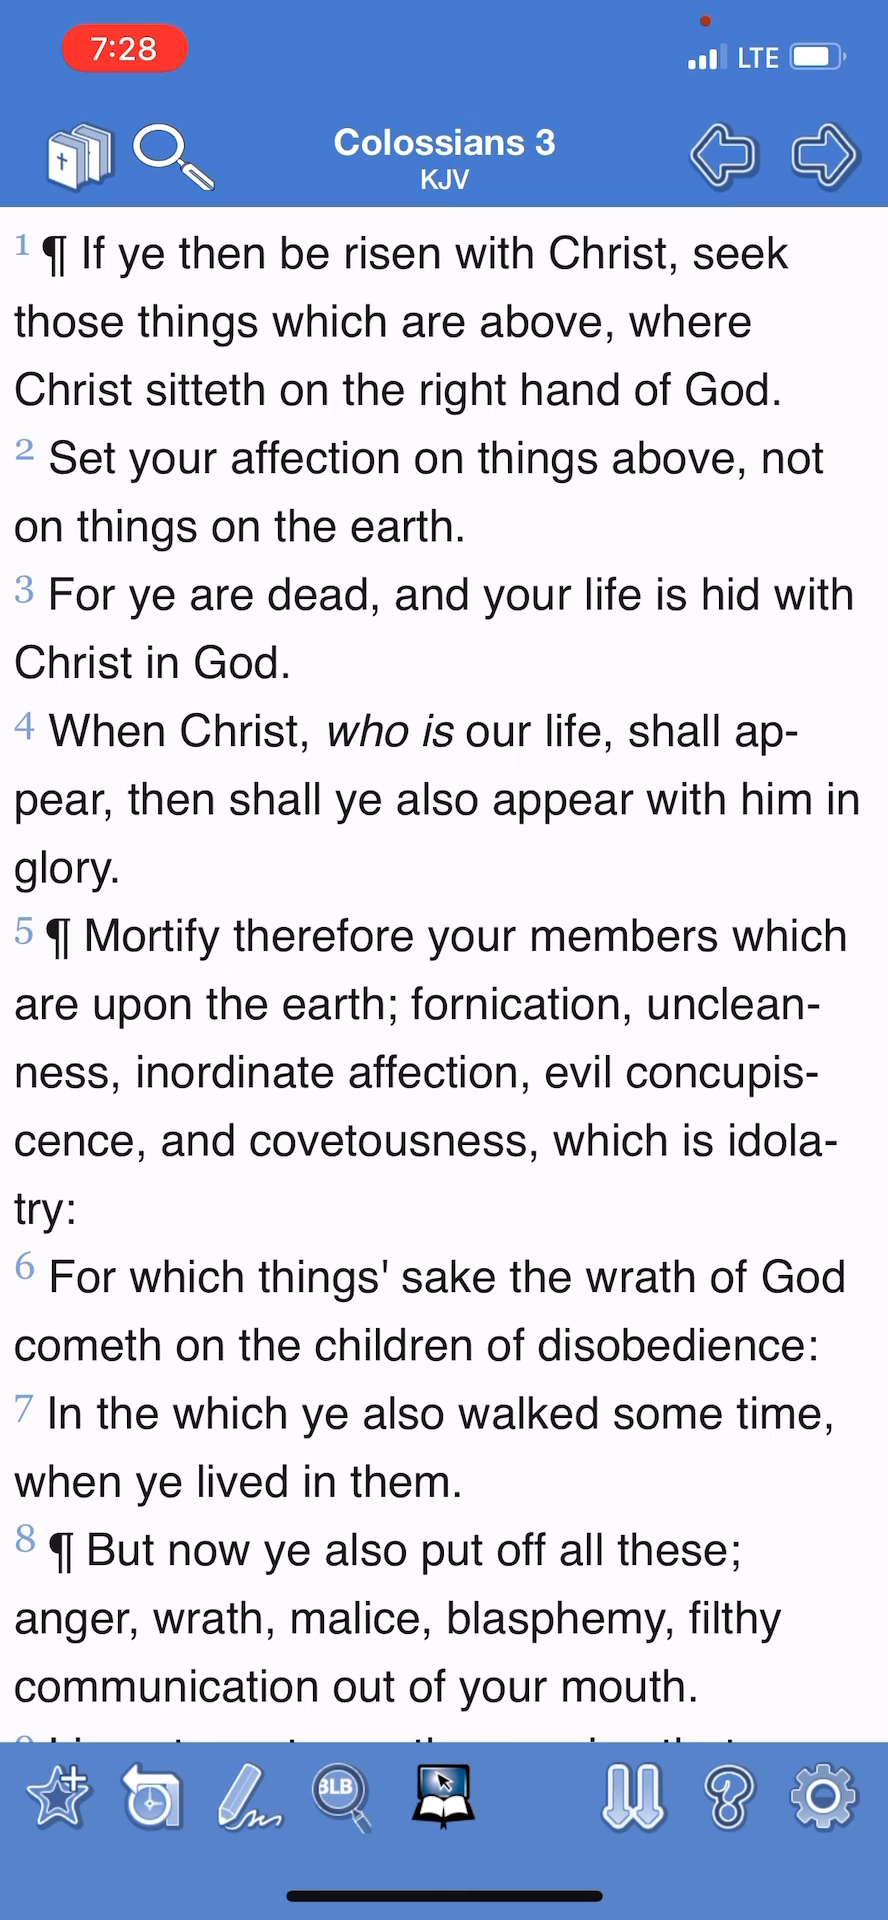 7:28
LTE
Colossians 3
KJV
1 ¶ If ye then be risen with Christ, seek
those things which are above, where
Christ sitteth on the right hand of God.
2 Set your affection on things above, not
on things on the earth.
3 For ye are dead, and your life is hid with
Christ in God.
4 When Christ, who is our life, shall ap-
pear, then shall ye also appear with him in
glory.
5 ¶ Mortify therefore your members which
are upon the earth; fornication, unclean-
ness, inordinate affection, evil concupis-
cence, and covetousness, which is idola-
try:
6 For which things' sake the wrath of God
cometh on the children of disobedience:
7 In the which ye also walked some time,
when ye lived in them.
8 ¶ But now ye also put off all these;
anger, wrath, malice, blasphemy, filthy
communication out of your mouth.
BLB